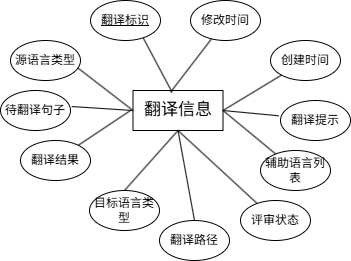 翻译标识
修改时间
源语言类型
创建时间
待翻译句子
翻译信息
翻译提示
翻译结果
辅助语言列
表
目标语言类
型
评审状态
翻译路径